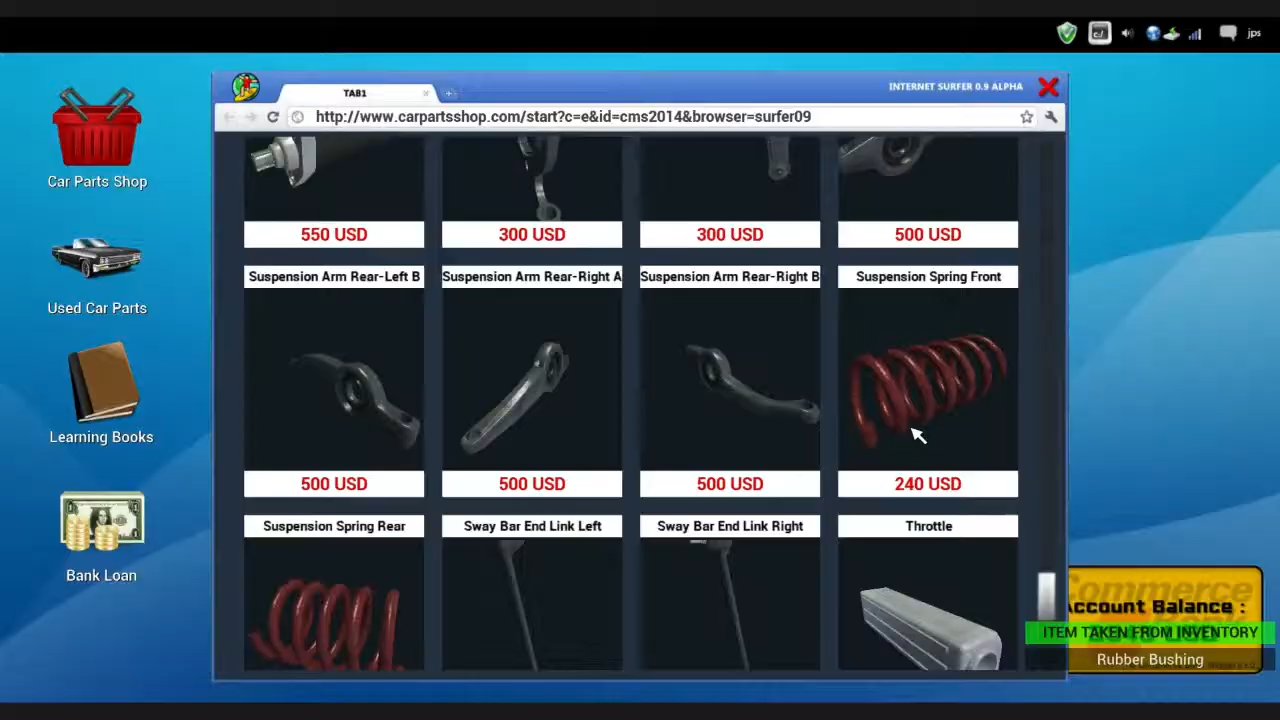 jps
TAB1
INTERNET SURFER 0.9 ALPHA
http://www.carpartsshop.com/start?c=e&id=cms2014&browser=surfer09
Car Parts Shop
Used Car Parts
Learning Books
Bank Loan
550 USD
300 USD
300 USD
500 USD
Suspension Arm Rear-Left B
Suspension Arm Rear-Right A
Suspension Arm Rear-Right B
Suspension Spring Front
500 USD
500 USD
500 USD
240 USD
Suspension Spring Rear
Sway Bar End Link Left
Sway Bar End Link Right
Throttle
Commerce
Account Balance :
ITEM TAKEN FROM INVENTORY
Rubber Bushing